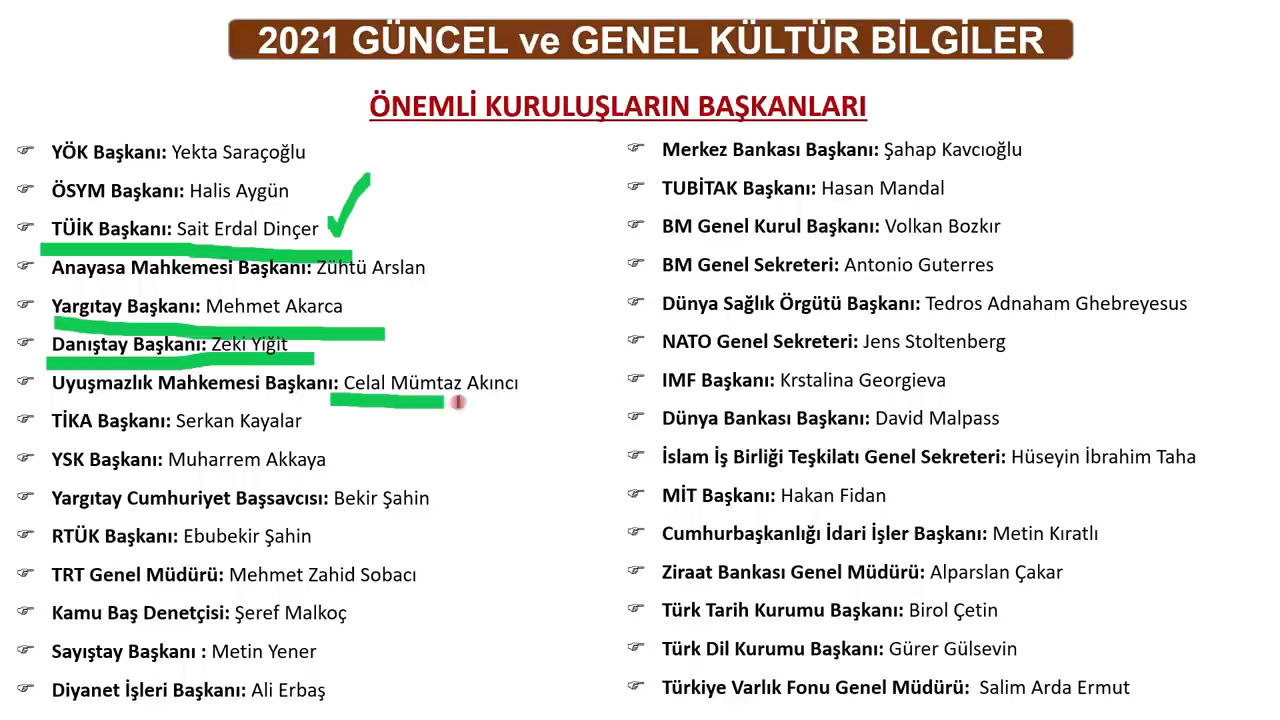 2021 GÜNCEL ve GENEL KÜLTÜR BİLGİLER
ÖNEMLİ KURULUŞLARIN BAŞKANLARI
YÖK Başkanı: Yekta Saraçoğlu
ÖSYM Başkanı: Halis Aygün
TÜİK Başkanı: Sait Erdal Dinçer
Anayasa Mahkemesi Başkanı: Zühtü Arslan
Yargıtay Başkanı: Mehmet Akarca
Danıştay Başkanı: Zeki Yiğit
Uyuşmazlık Mahkemesi Başkanı: Celal Mümtaz Akıncı
TİKA Başkanı: Serkan Kayalar
YSK Başkanı: Muharrem Akkaya
Yargıtay Cumhuriyet Başsavcısı: Bekir Şahin
RTÜK Başkanı: Ebubekir Şahin
TRT Genel Müdürü: Mehmet Zahid Sobacı
Kamu Baş Denetçisi: Şeref Malkoç
Sayıştay Başkanı : Metin Yener
Diyanet İşleri Başkanı: Ali Erbaş
Merkez Bankası Başkanı: Şahap Kavcıoğlu
TUBİTAK Başkanı: Hasan Mandal
BM Genel Kurul Başkanı: Volkan Bozkır
BM Genel Sekreteri: Antonio Guterres
Dünya Sağlık Örgütü Başkanı: Tedros Adnaham Ghebreyesus
NATO Genel Sekreteri: Jens Stoltenberg
IMF Başkanı: Krstalina Georgieva
Dünya Bankası Başkanı: David Malpass
İslam İş Birliği Teşkilatı Genel Sekreteri: Hüseyin İbrahim Taha
MİT Başkanı: Hakan Fidan
Cumhurbaşkanlığı İdari İşler Başkanı: Metin Kıratlı
Ziraat Bankası Genel Müdürü: Alparslan Çakar
Türk Tarih Kurumu Başkanı: Birol Çetin
Türk Dil Kurumu Başkanı: Gürer Gülsevin
Türkiye Varlık Fonu Genel Müdürü: Salim Arda Ermut